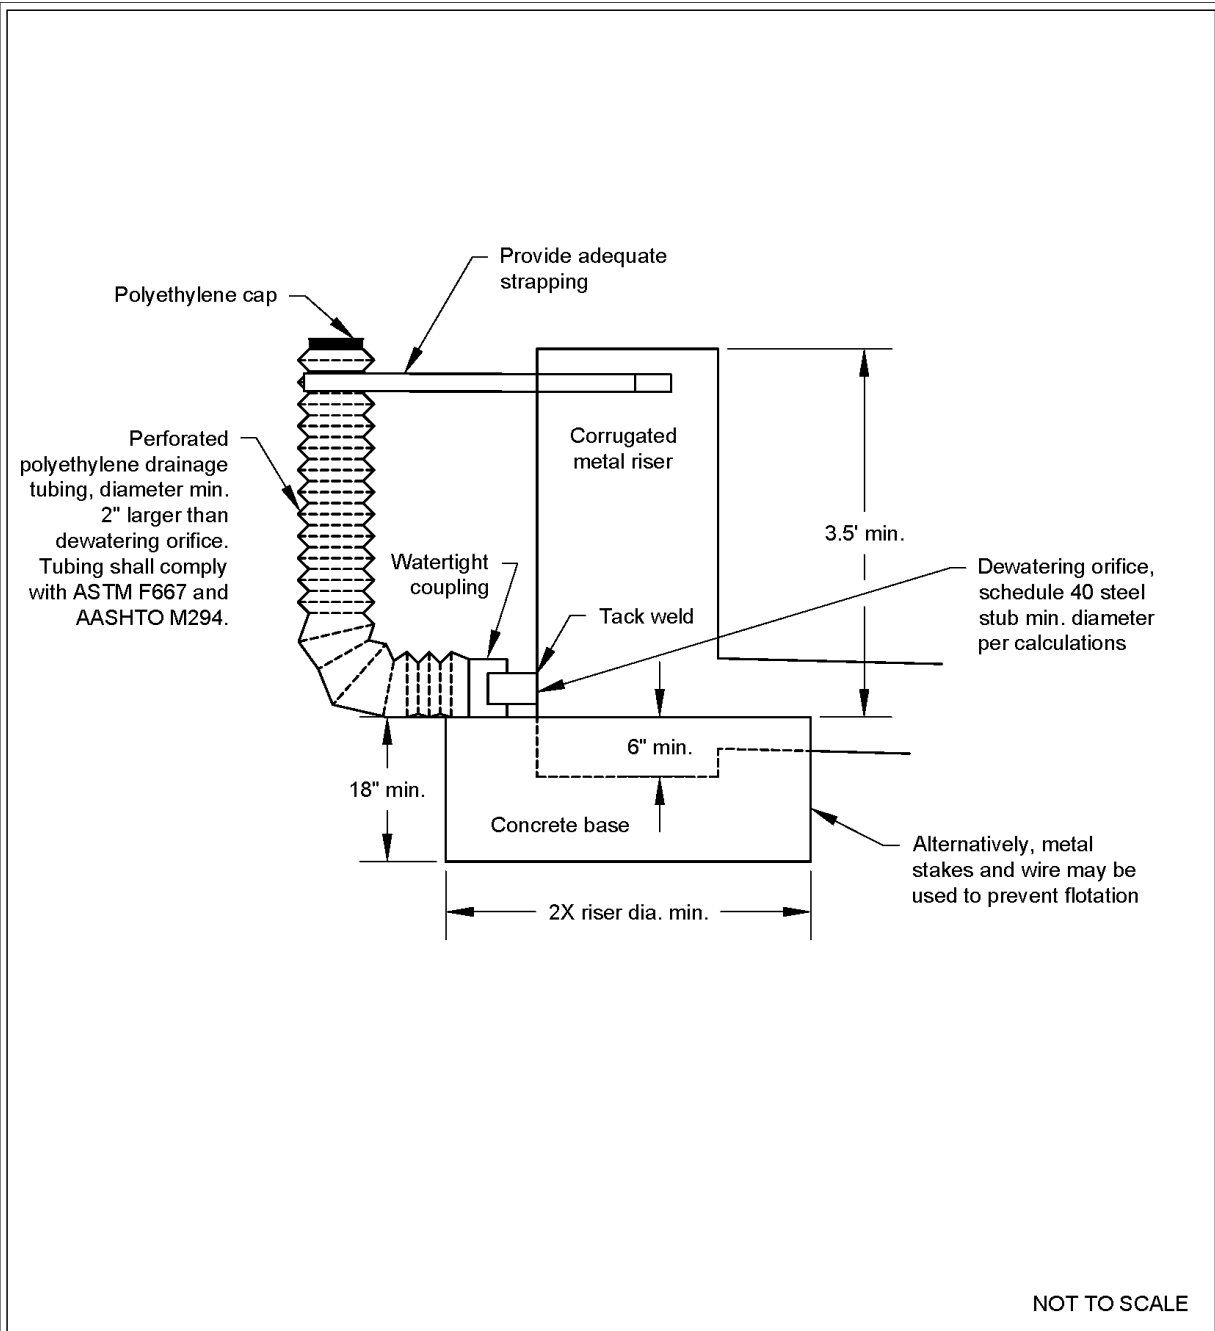 Provide adequate
strapping
Polyethylene cap
Perforated
polyethylene drainage
tubing, diameter min.
2" larger than
dewatering orifice.
Tubing shall comply
with ASTM F667 and
AASHTO M294.
Corrugated
metal riser
3.5' min.
Watertight
coupling
Tack weld
Dewatering orifice,
schedule 40 steel
stub min. diameter
per calculations
6" min.
18" min.
Concrete base
Alternatively, metal
stakes and wire may be
used to prevent flotation
2X riser dia. min.
NOT TO SCALE